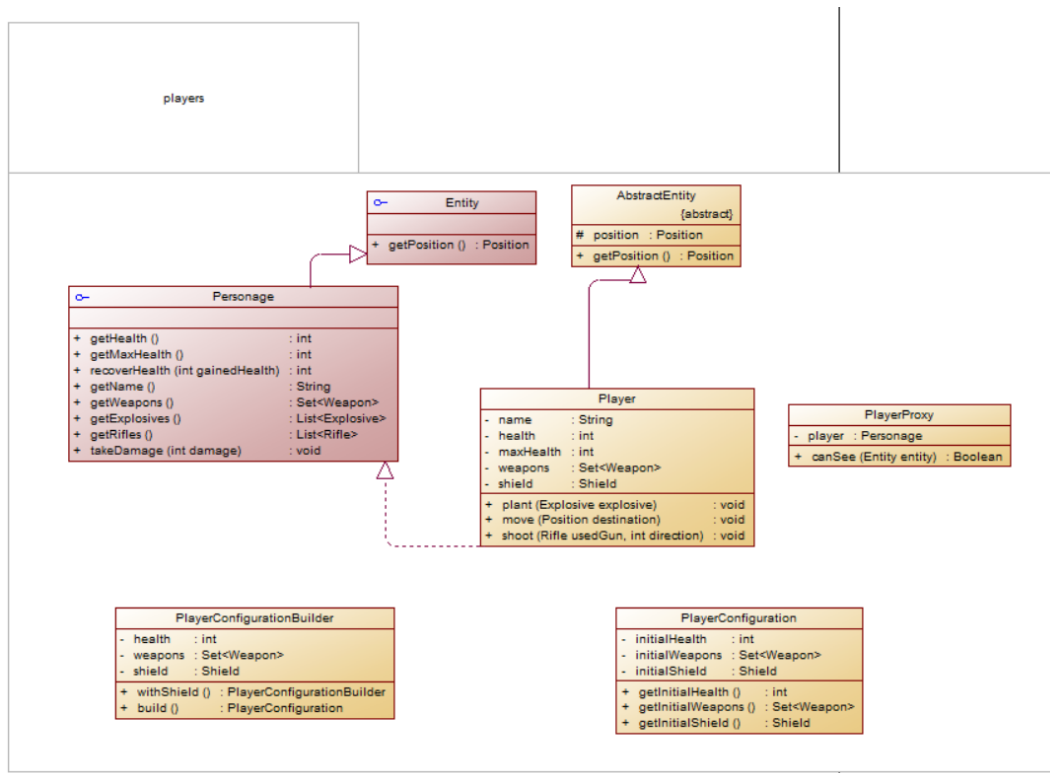 players
Entity
+ getPosition () : Position
AbstractEntity
{abstract}
# position : Position
+ getPosition () : Position
Personage
+ getHealth () : int
+ getMaxHealth () : int
+ recoverHealth (int gainedHealth) : int
+ getName () : String
+ getWeapons () : Set<Weapon>
+ getExplosives () : List<Explosive>
+ getRifles () : List<Rifle>
+ takeDamage (int damage) : void
Player
- name : String
- health : int
- maxHealth : int
- weapons : Set<Weapon>
- shield : Shield
+ plant (Explosive explosive) : void
+ move (Position destination) : void
+ shoot (Rifle usedGun, int direction) : void
PlayerProxy
- player : Personage
+ canSee (Entity entity) : Boolean
PlayerConfigurationBuilder
- health : int
- weapons : Set<Weapon>
- shield : Shield
+ withShield () : PlayerConfigurationBuilder
+ build () : PlayerConfiguration
PlayerConfiguration
- initialHealth : int
- initialWeapons : Set<Weapon>
- initialShield : Shield
+ getInitialHealth () : int
+ getInitialWeapons () : Set<Weapon>
+ getInitialShield () : Shield